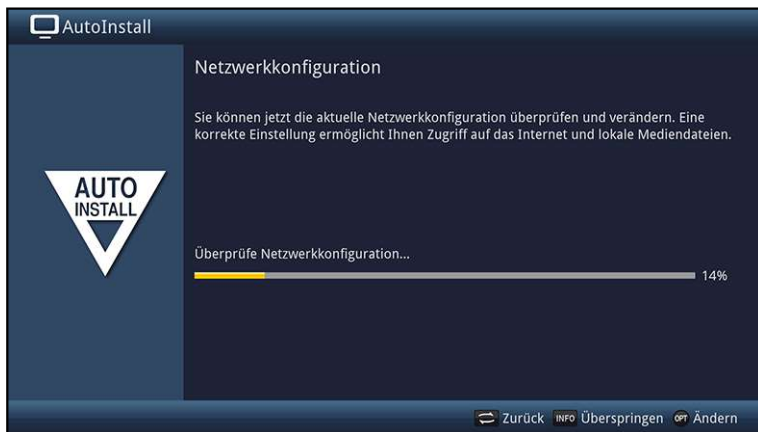 AutoInstall
Netzwerkkonfiguration
Sie können jetzt die aktuelle Netzwerkkonfiguration überprüfen und verändern. Eine
korrekte Einstellung ermöglicht Ihnen Zugriff auf das Internet und lokale Mediendateien.
AUTO
INSTALL
Überprüfe Netzwerkkonfiguration...
14%
Zurück INFO Überspringen OPT Ändern